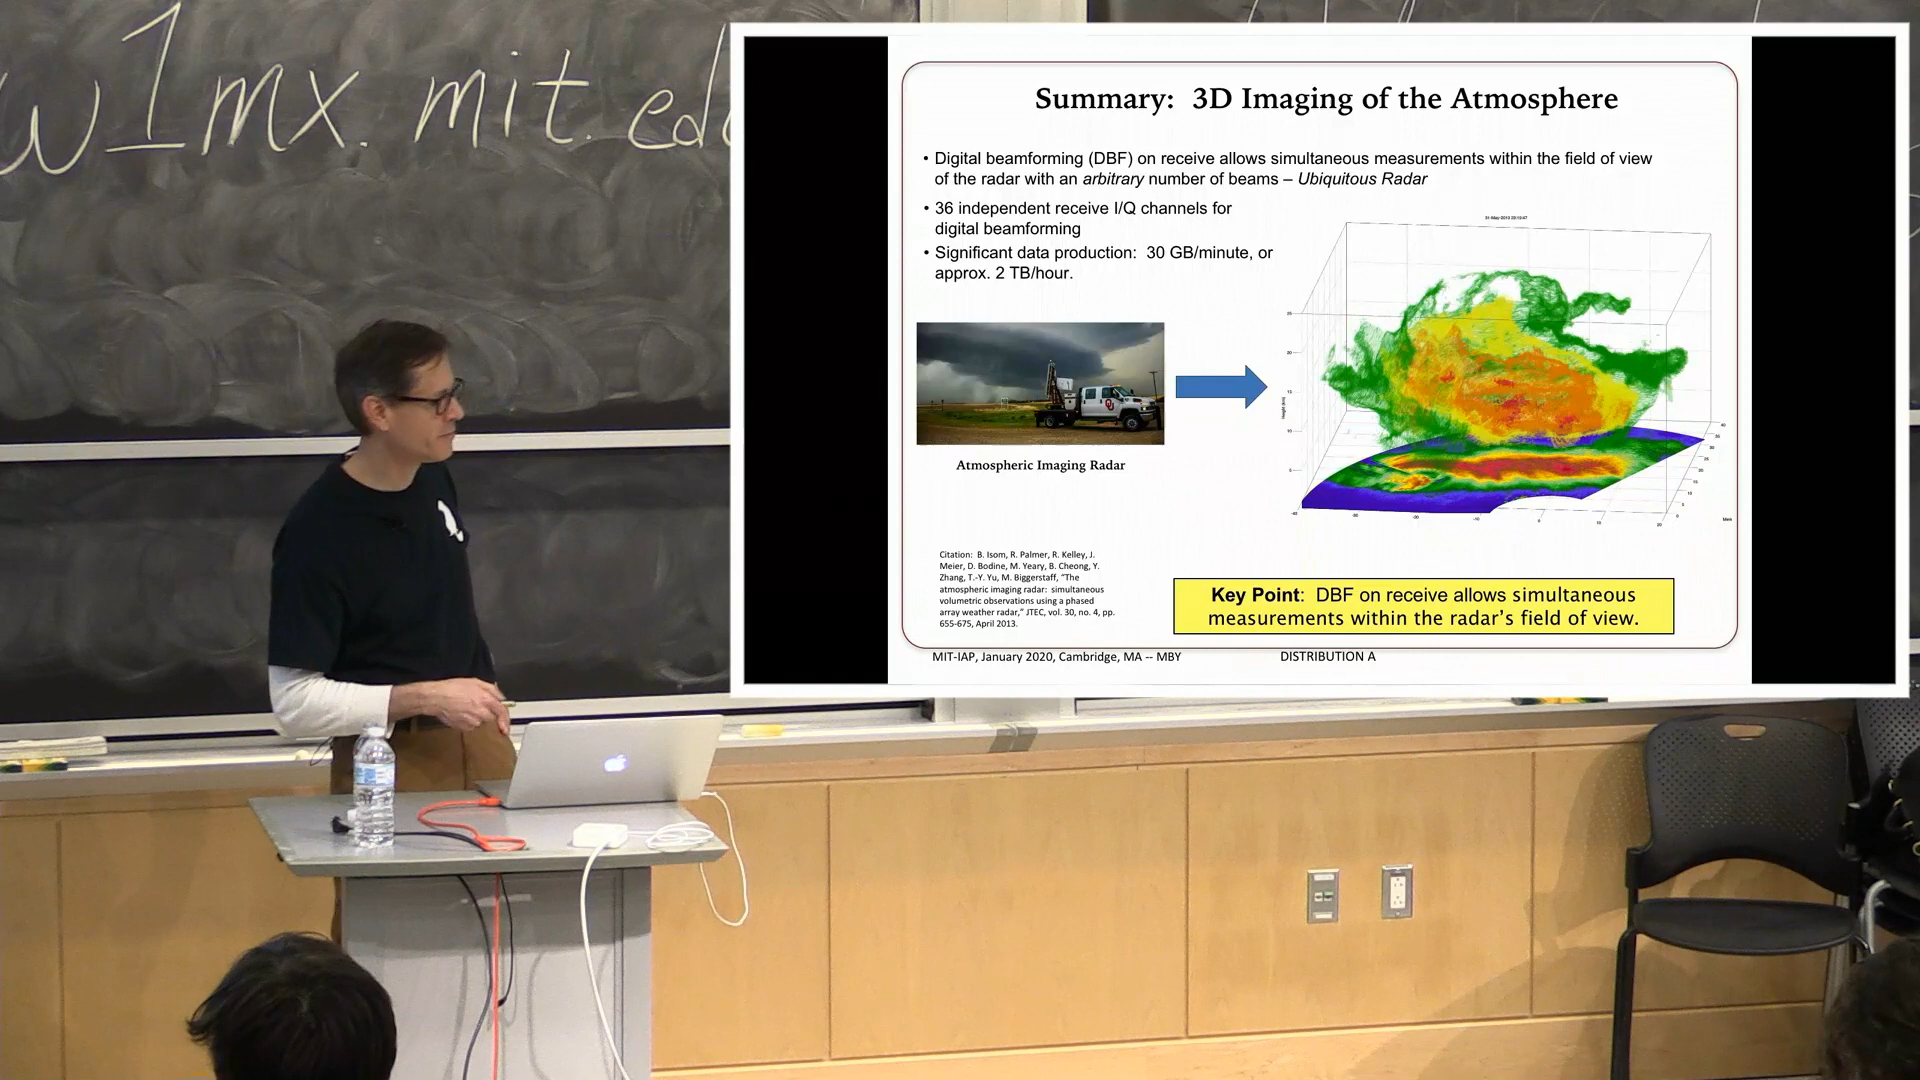 w1mx.mit.edu
Summary: 3D Imaging of the Atmosphere
• Digital beamforming (DBF) on receive allows simultaneous measurements within the field of view
of the radar with an arbitrary number of beams – Ubiquitous Radar
• 36 independent receive I/Q channels for
digital beamforming
• Significant data production: 30 GB/minute, or
approx. 2 TB/hour.
Atmospheric Imaging Radar
Citation: B. Isom, R. Palmer, R. Kelley, J.
Meier, D. Bodine, M. Yeary, B. Cheong, Y.
Zhang, T.-Y. Yu, M. Biggerstaff, "The
atmospheric imaging radar: simultaneous
volumetric observations using a phased
array weather radar," JTEC, vol. 30, no. 4, pp.
655-675, April 2013.
Key Point: DBF on receive allows simultaneous
measurements within the radar's field of view.
MIT-IAP, January 2020, Cambridge, MA -- MBY
DISTRIBUTION A